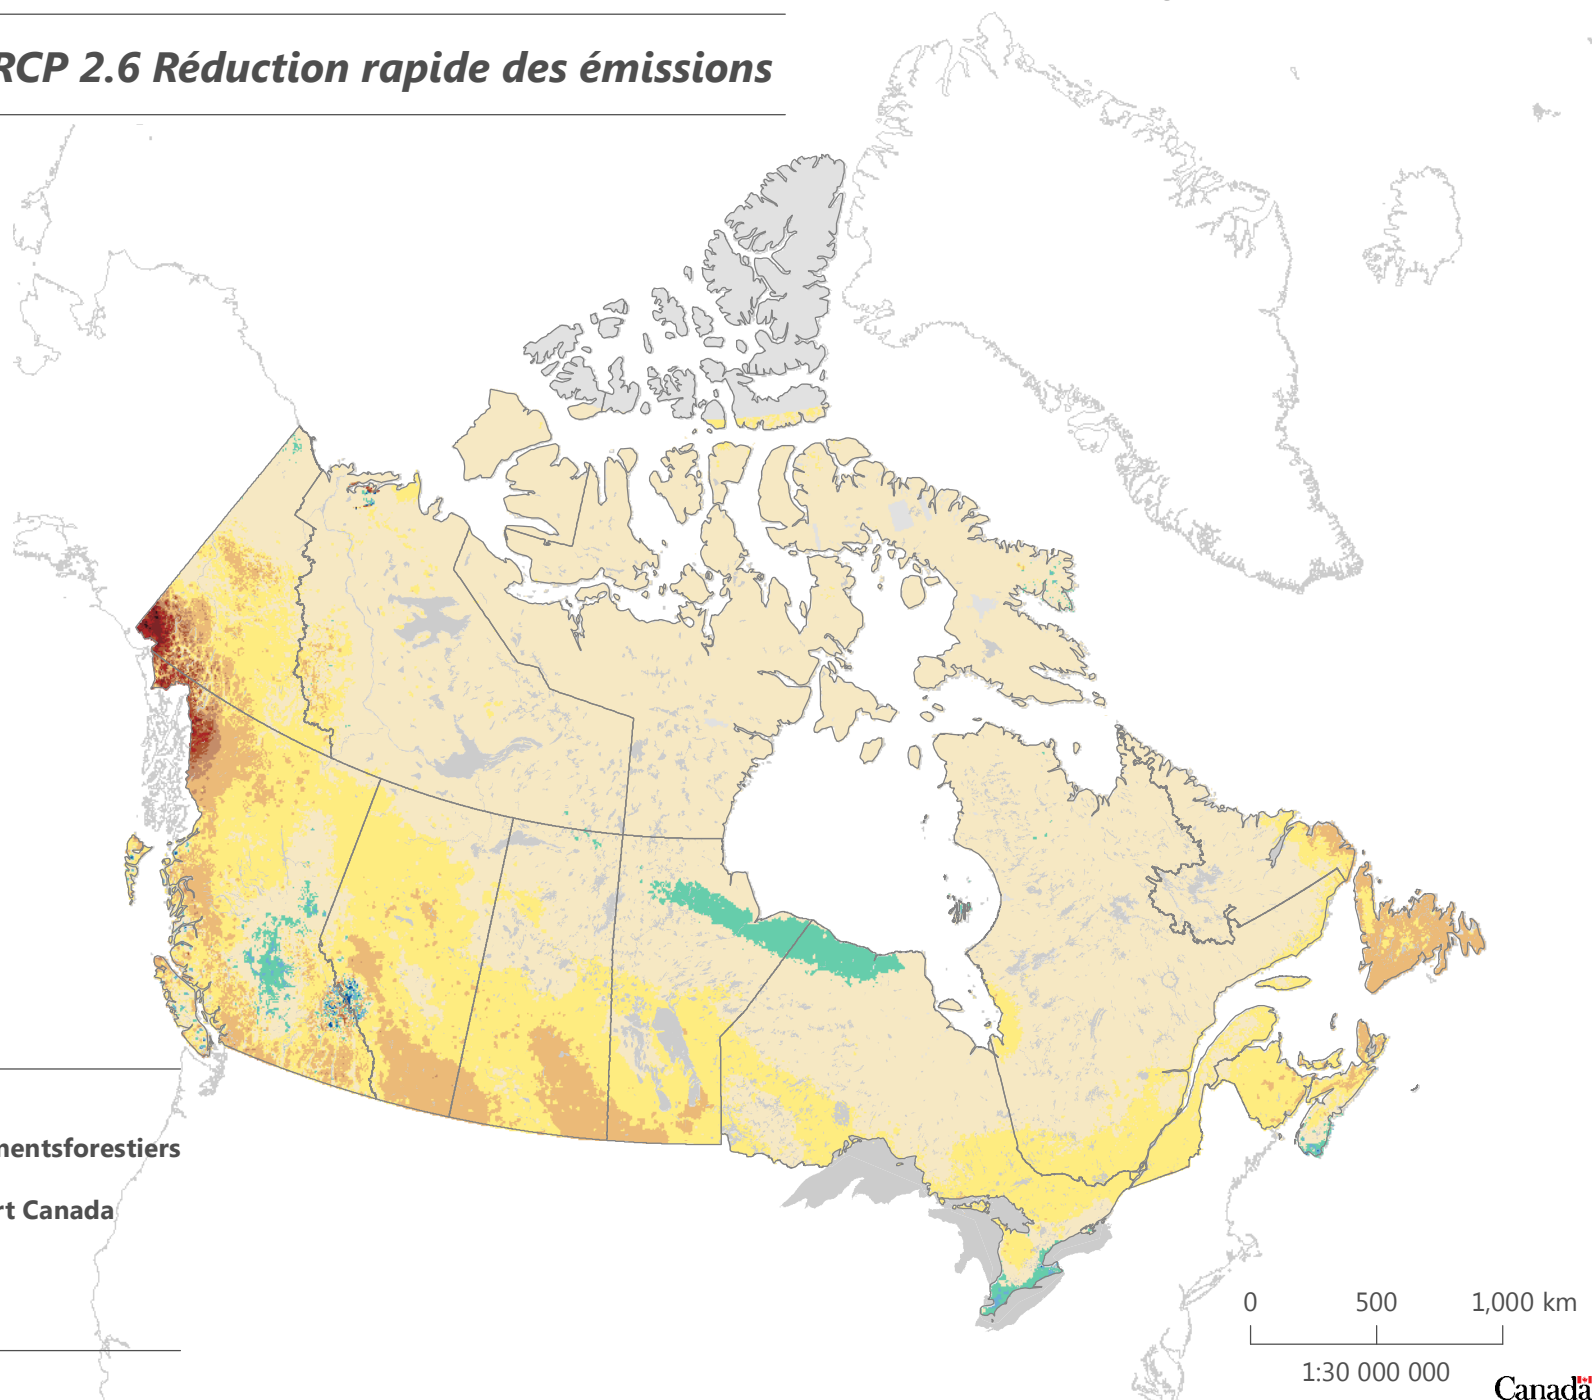 RCP 2.6 Réduction rapide des émissions
mentsforestiers
rt Canada
0 500 1,000 km
1:30 000 000
Canada